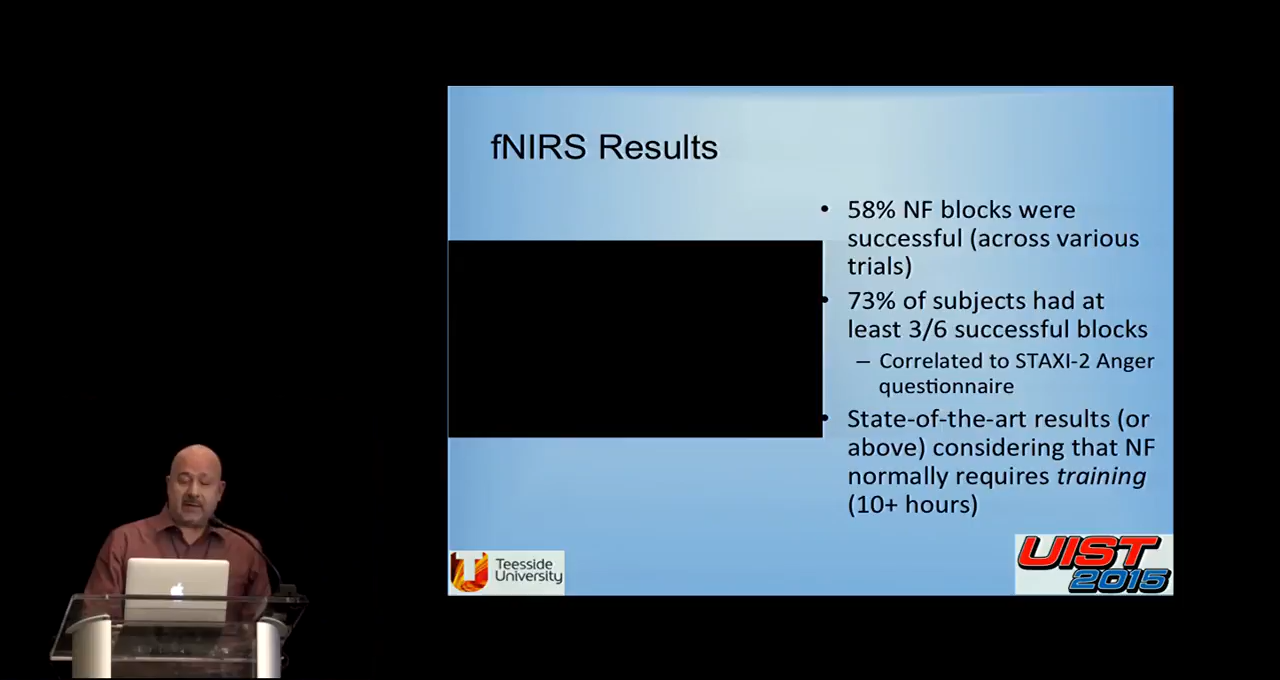 fNIRS Results
• 58% NF blocks were
successful (across various
trials)
• 73% of subjects had at
least 3/6 successful blocks
– Correlated to STAXI-2 Anger
questionnaire
• State-of-the-art results (or
above) considering that NF
normally requires training
(10+ hours)
Teesside
University
UIST
2015